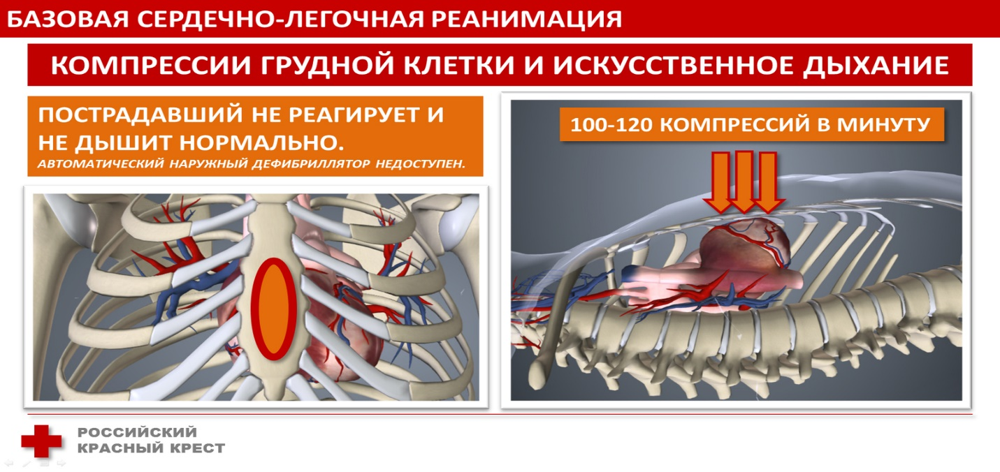 БАЗОВАЯ СЕРДЕЧНО-ЛЕГОЧНАЯ РЕАНИМАЦИЯ
КОМПРЕССИИ ГРУДНОЙ КЛЕТКИ И ИСКУССТВЕННОЕ ДЫХАНИЕ
ПОСТРАДАВШИЙ НЕ РЕАГИРУЕТ И
НЕ ДЫШИТ НОРМАЛЬНО.
АВТОМАТИЧЕСКИЙ НАРУЖНЫЙ ДЕФИБРИЛЛЯТОР НЕДОСТУПЕН.
100-120 КОМПРЕССИЙ В МИНУТУ
РОССИЙСКИЙ
КРАСНЫЙ КРЕСТ